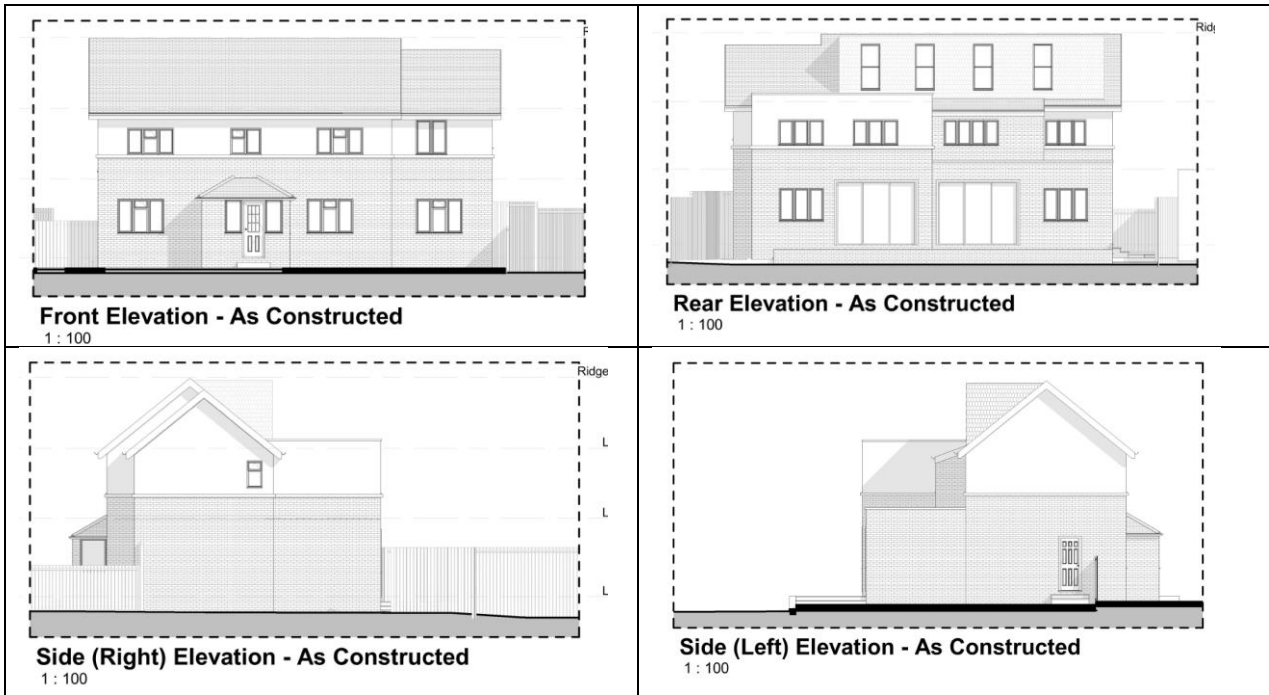 Front Elevation - As Constructed
1 : 100
Ridg
Rear Elevation - As Constructed
1 : 100
Ridge
L
L
L
Side (Right) Elevation - As Constructed
1 : 100
Side (Left) Elevation - As Constructed
1 : 100